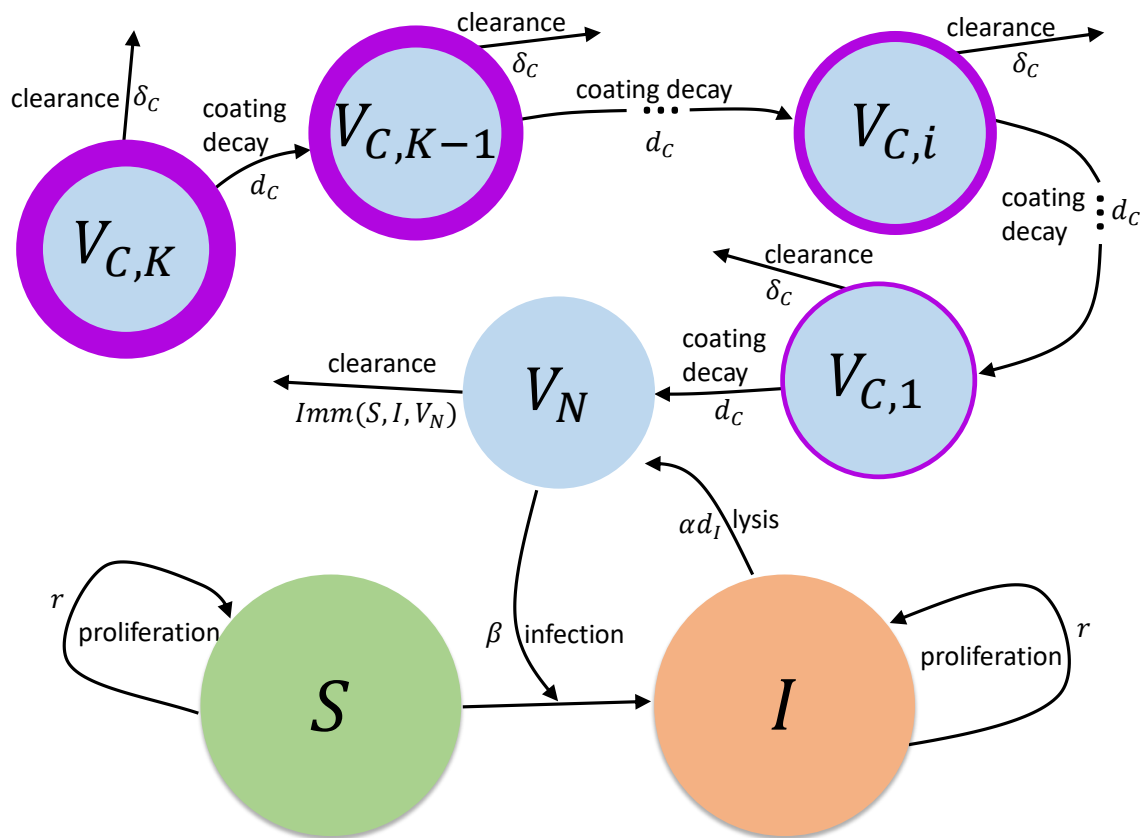 clearance
δ_C
V_{C,K}
coating
decay
d_C
clearance
δ_C
V_{C,K−1}
coating decay
d_C
clearance
δ_C
V_{C,i}
coating
decay
d_C
clearance
δ_C
V_{C,1}
coating
decay
d_C
V_N
clearance
Imm(S, I, V_N)
αd_I lysis
β infection
r
proliferation
S
I
r
proliferation